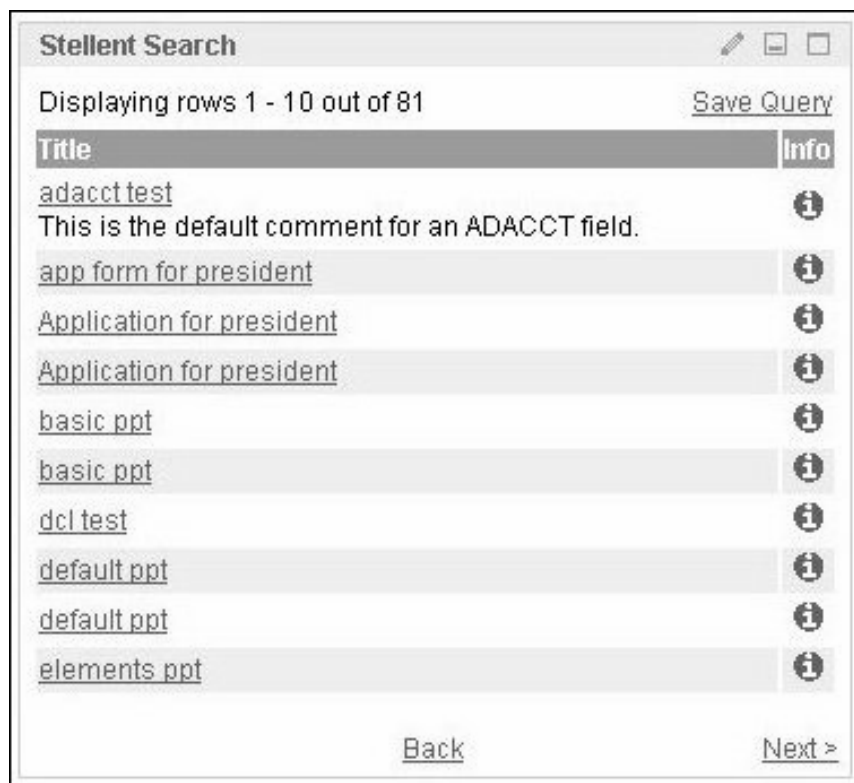 Stellent Search
Displaying rows 1 - 10 out of 81 Save Query
Title Info
adacct test
This is the default comment for an ADACCT field.
app form for president
Application for president
Application for president
basic ppt
basic ppt
dcl test
default ppt
default ppt
elements ppt
Back Next >